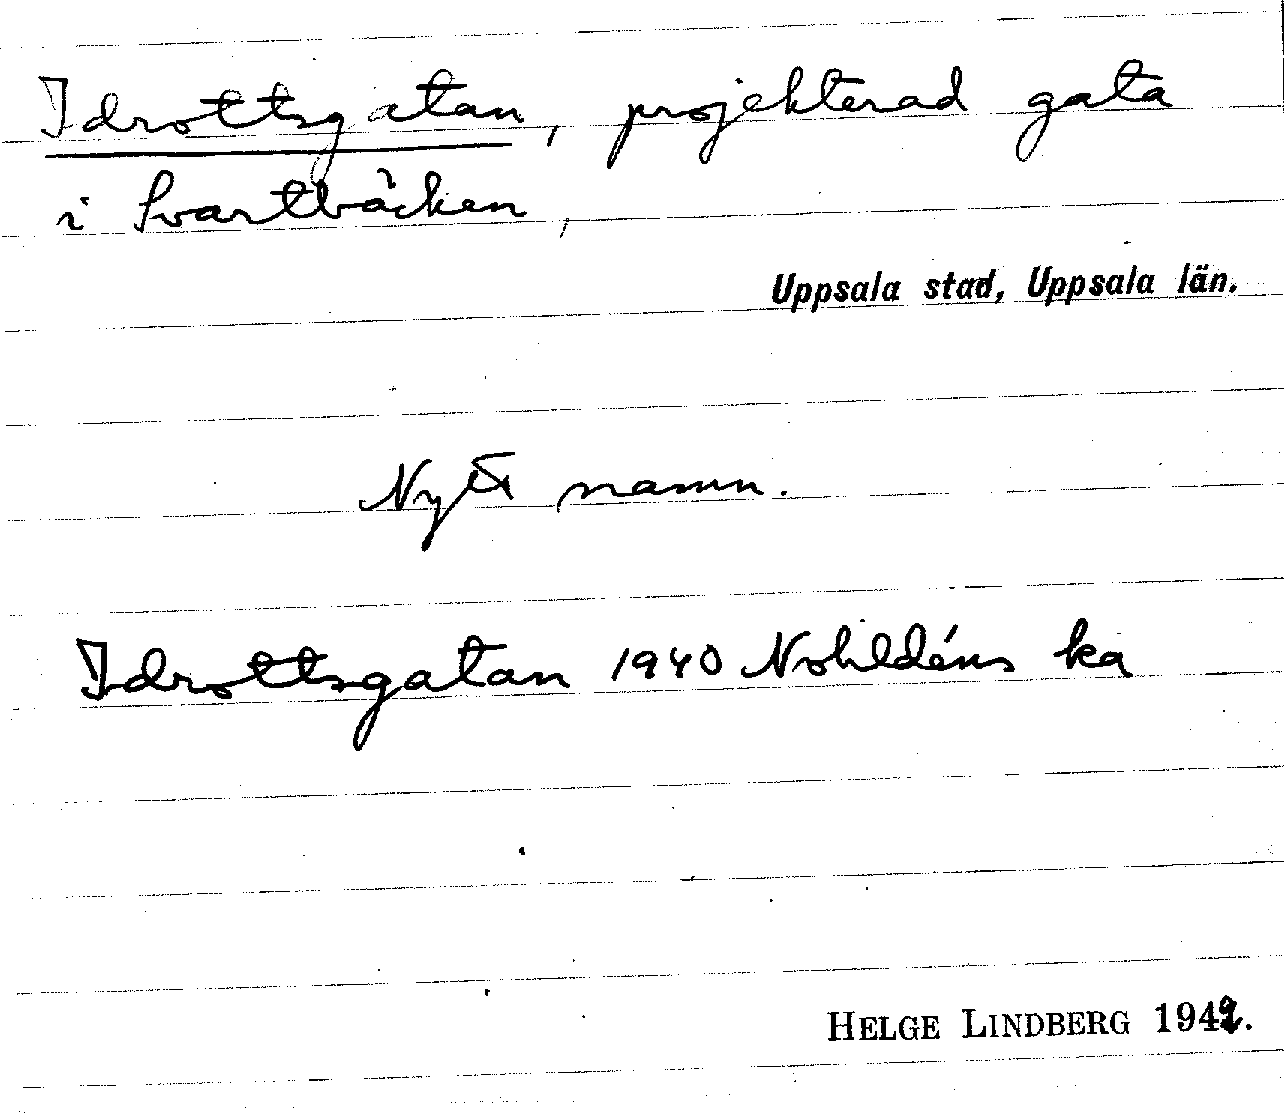 Idrottsgatan, projekterad gata
i Svartbäcken,
Uppsala stad, Uppsala län.
Nytt namn.
Idrottsgatan 1940 Nohldéns ka
HELGE LINDBERG 1942.